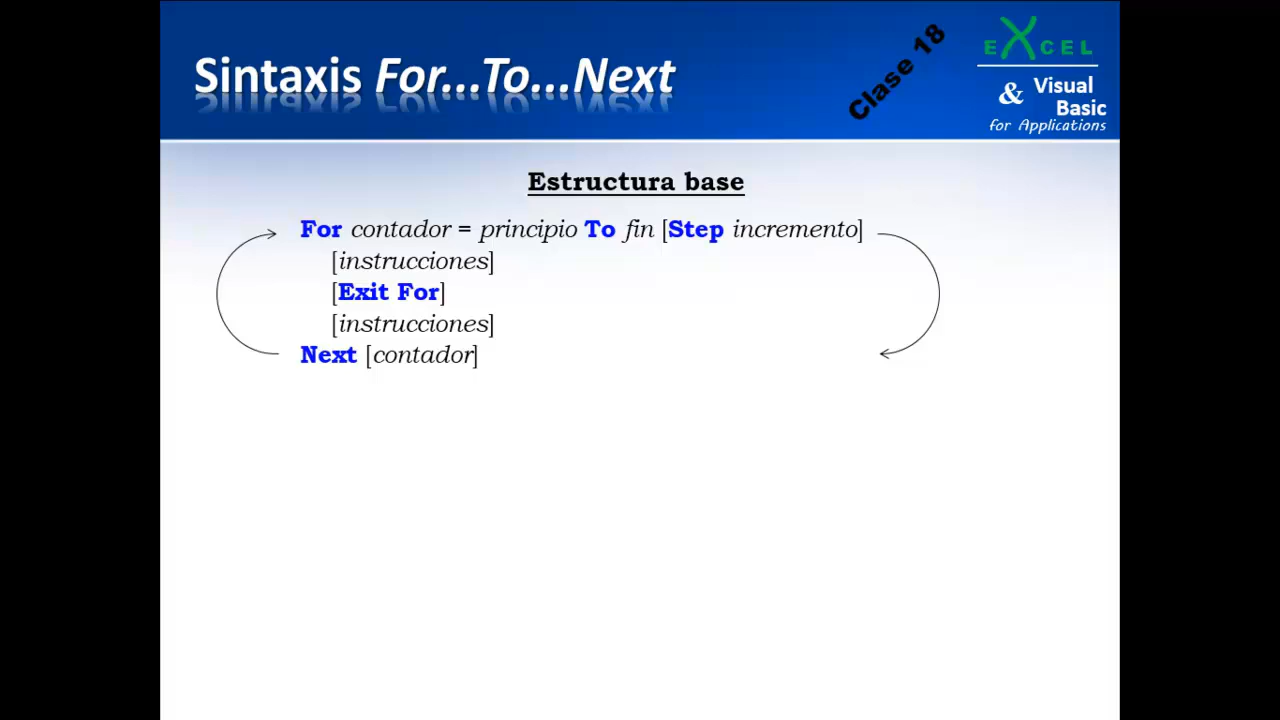 Sintaxis For...To...Next
Clase 18
EXCEL
& Visual
Basic
for Applications
Estructura base
For contador = principio To fin [Step incremento]
[instrucciones]
[Exit For]
[instrucciones]
Next [contador]